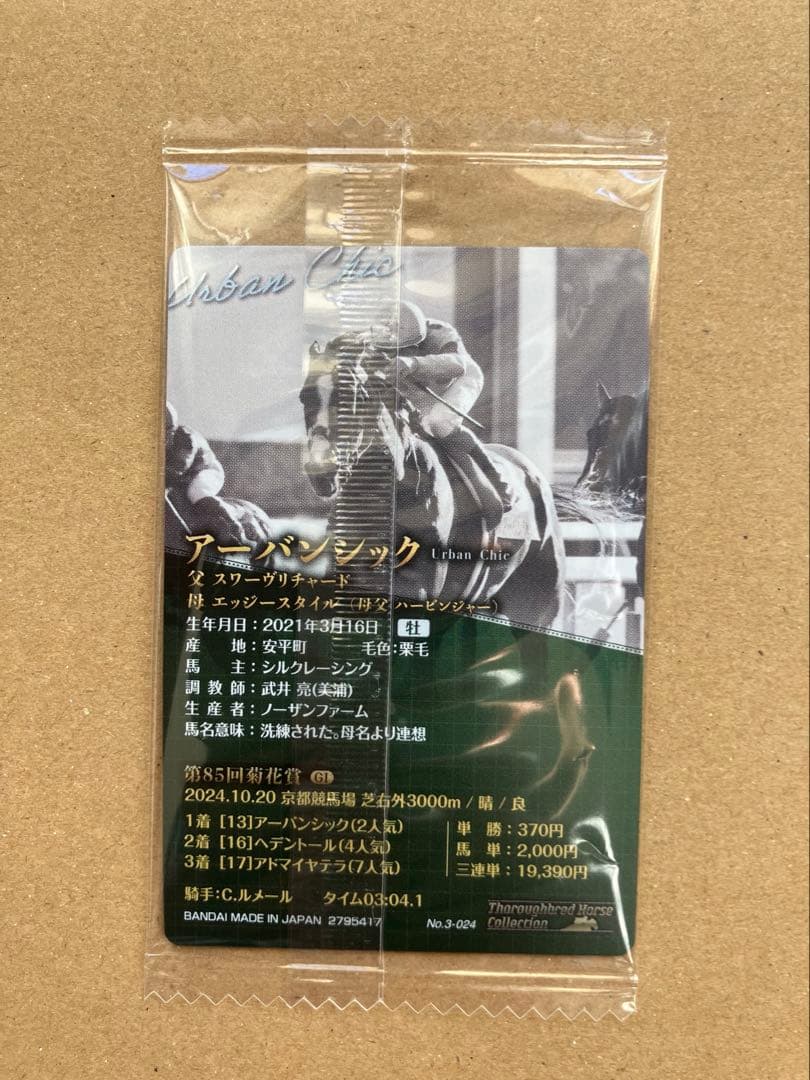 Urban Chic
アーバンシック Urban Chic
父 スワーヴリチャード
母 エッジースタイル（母父 ハービンジャー）
生年月日：2021年3月16日 牡
産 地：安平町 毛色：栗毛
馬 主：シルクレーシング
調教師：武井 亮(美浦)
生産者：ノーザンファーム
馬名意味：洗練された。母名より連想
第85回菊花賞 GI
2024.10.20 京都競馬場 芝右外3000m / 晴 / 良
1着 [13]アーバンシック(2人気) 単 勝：370円
2着 [16]ヘデントール(4人気) 馬 単：2,000円
3着 [17]アドマイヤテラ(7人気) 三連単：19,390円
騎手：C.ルメール タイム03:04.1
BANDAI MADE IN JAPAN 2795417 No.3-024
Thoroughbred Horse
Collection